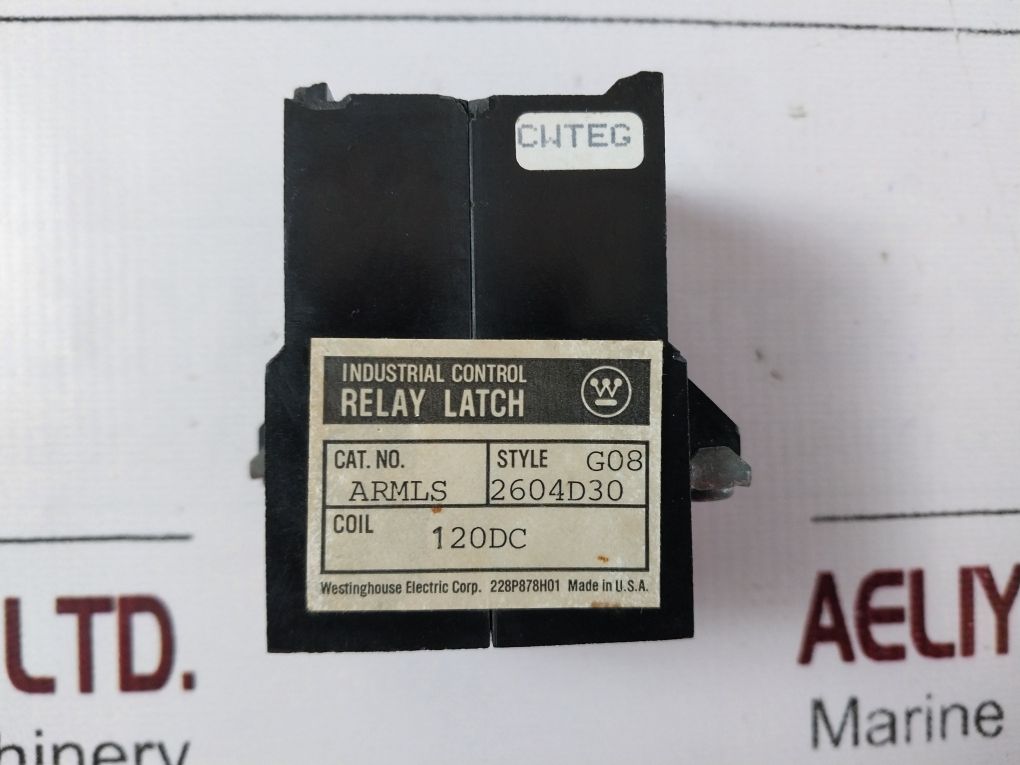 CWTEG
INDUSTRIAL CONTROL
RELAY LATCH
W
CAT. NO.
ARMLS
STYLE G08
2604D30
COIL
120DC
Westinghouse Electric Corp. 228P878H01 Made in U.S.A.
LTD.
hinery
AELIY
Marine